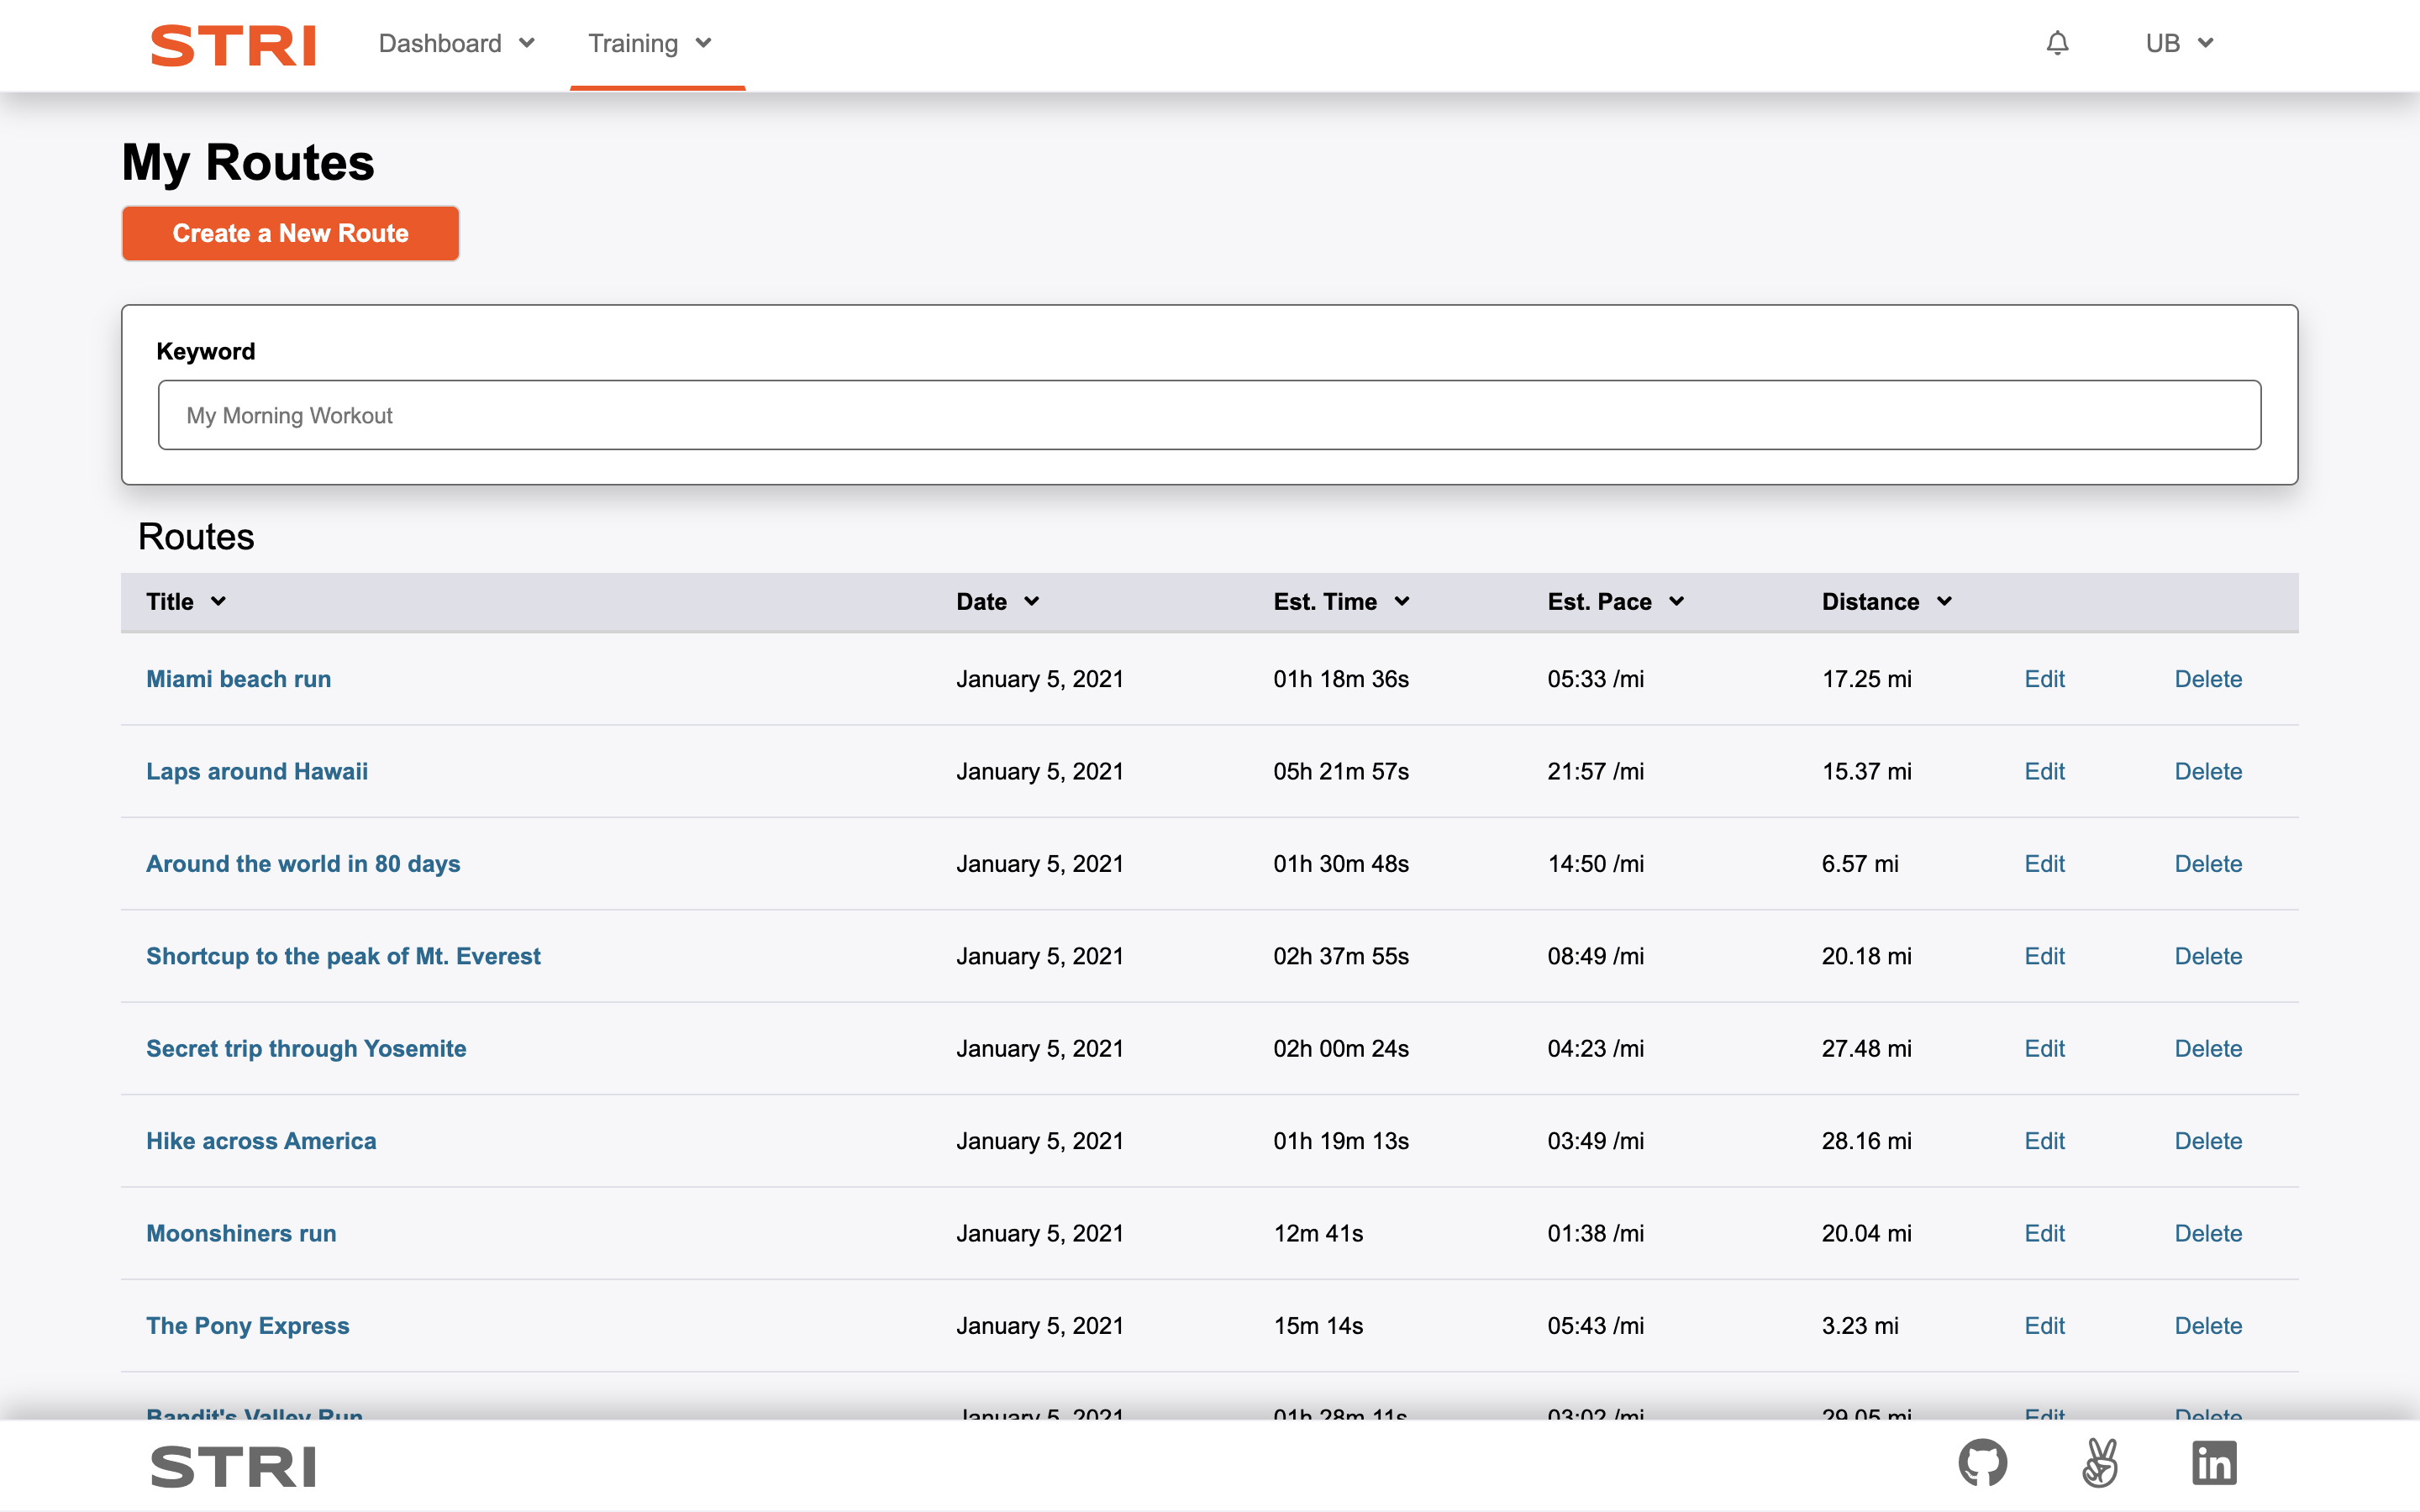 STRI Dashboard Training UB
My Routes
Create a New Route
Keyword
My Morning Workout
Routes
Title Date Est. Time Est. Pace Distance
Miami beach run January 5, 2021 01h 18m 36s 05:33 /mi 17.25 mi Edit Delete
Laps around Hawaii January 5, 2021 05h 21m 57s 21:57 /mi 15.37 mi Edit Delete
Around the world in 80 days January 5, 2021 01h 30m 48s 14:50 /mi 6.57 mi Edit Delete
Shortcup to the peak of Mt. Everest January 5, 2021 02h 37m 55s 08:49 /mi 20.18 mi Edit Delete
Secret trip through Yosemite January 5, 2021 02h 00m 24s 04:23 /mi 27.48 mi Edit Delete
Hike across America January 5, 2021 01h 19m 13s 03:49 /mi 28.16 mi Edit Delete
Moonshiners run January 5, 2021 12m 41s 01:38 /mi 20.04 mi Edit Delete
The Pony Express January 5, 2021 15m 14s 05:43 /mi 3.23 mi Edit Delete
Bandit's Valley Run January 5, 2021 01h 28m 11s 03:02 /mi 29.05 mi Edit Delete
STRI in